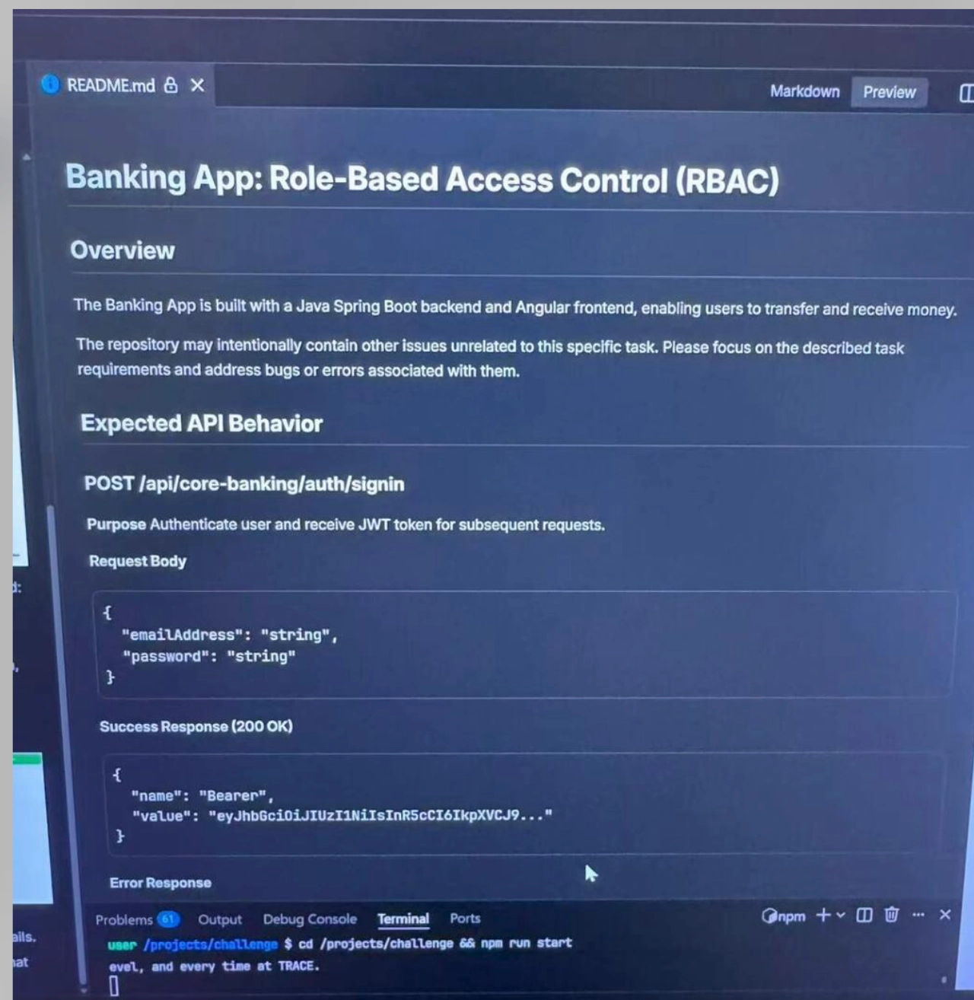 README.md
Markdown
Preview
Banking App: Role-Based Access Control (RBAC)
Overview
The Banking App is built with a Java Spring Boot backend and Angular frontend, enabling users to transfer and receive money.
The repository may intentionally contain other issues unrelated to this specific task. Please focus on the described task
requirements and address bugs or errors associated with them.
Expected API Behavior
POST /api/core-banking/auth/signin
Purpose Authenticate user and receive JWT token for subsequent requests.
Request Body
{
"emailAddress": "string",
"password": "string"
}
Success Response (200 OK)
{
"name": "Bearer",
"value": "eyJhbGciOiJIUzI1NiIsInR5cCI6IkpXVCJ9..."
}
Error Response
Problems 61 Output Debug Console Terminal Ports
npm
user /projects/challenge $ cd /projects/challenge && npm run start
evel, and every time at TRACE.
d:
ails.
hat